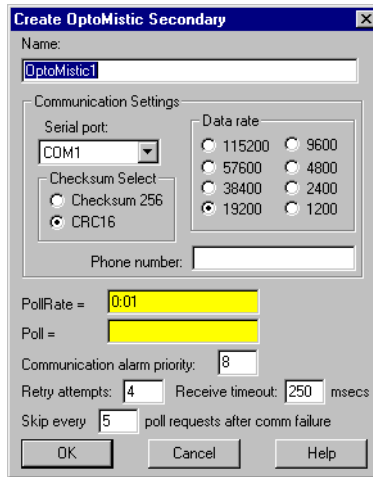 Create OptoMistic Secondary
Name:
OptoMistic1
Communication Settings
Serial port:
COM1
Data rate
115200 9600
57600 4800
38400 2400
19200 1200
Checksum Select
Checksum 256
CRC16
Phone number:
PollRate = 0:01
Poll =
Communication alarm priority: 8
Retry attempts: 4 Receive timeout: 250 msecs
Skip every 5 poll requests after comm failure
OK Cancel Help